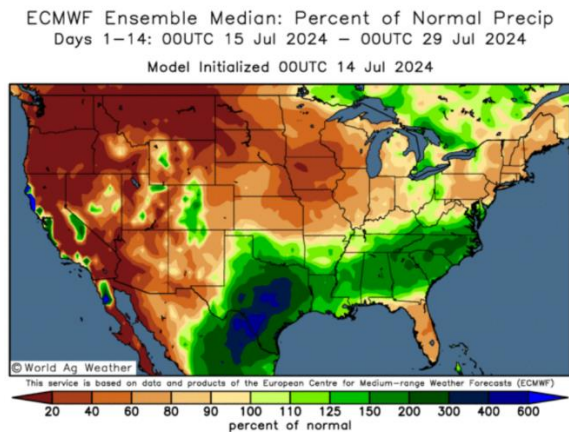 ECMWF Ensemble Median: Percent of Normal Precip
Days 1–14: 00UTC 15 Jul 2024 – 00UTC 29 Jul 2024
Model Initialized 00UTC 14 Jul 2024
© World Ag Weather
This service is based on data and products of the European Centre for Medium-range Weather Forecasts (ECMWF)
20 40 60 80 90 100 110 125 150 200 300 400 600
percent of normal